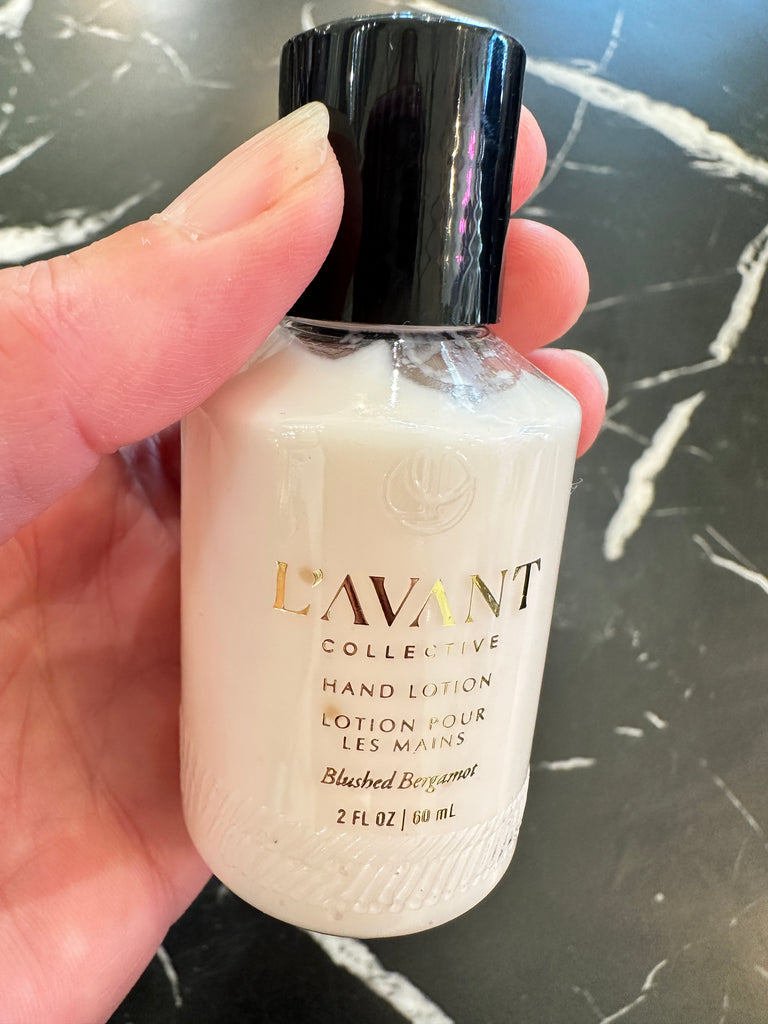 L'AVANT
COLLECTIVE
HAND LOTION
LOTION POUR
LES MAINS
Blushed Bergamot
2 FL OZ | 60 mL